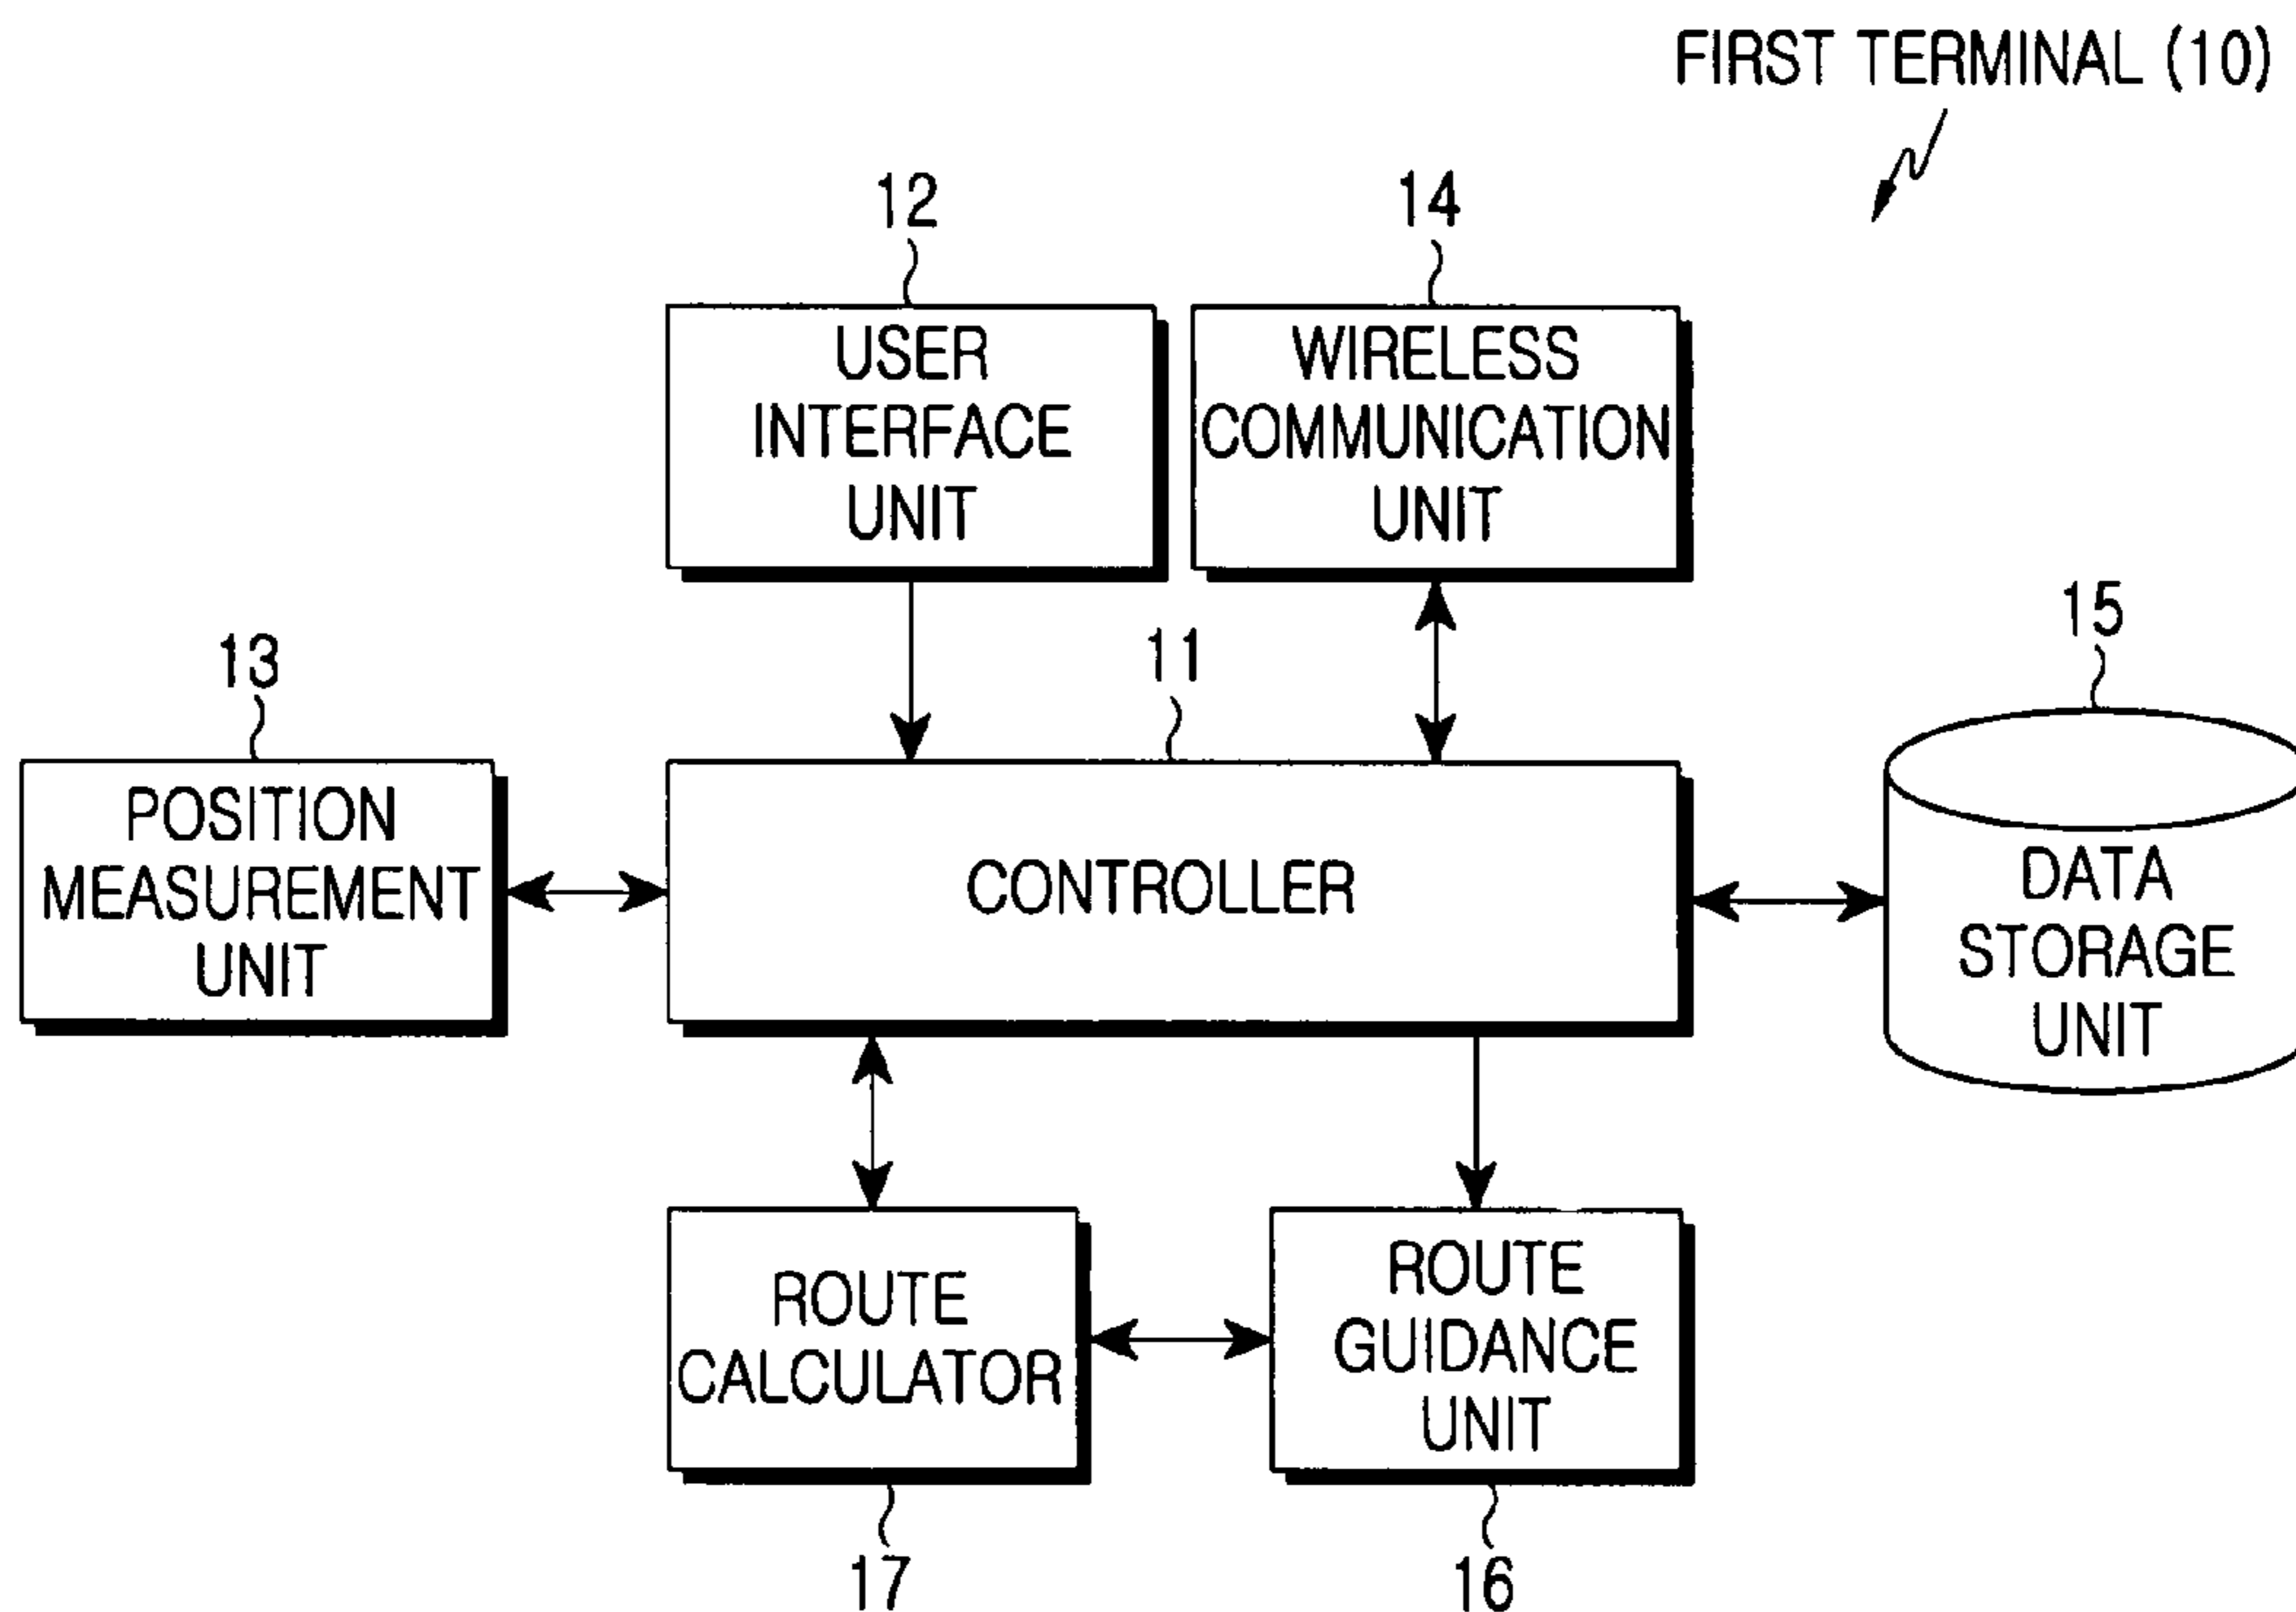 FIRST TERMINAL (10)
12
14
USER
INTERFACE
UNIT
WIRELESS
COMMUNICATION
UNIT
13
11
15
POSITION
MEASUREMENT
UNIT
CONTROLLER
DATA
STORAGE
UNIT
ROUTE
CALCULATOR
ROUTE
GUIDANCE
UNIT
17
16